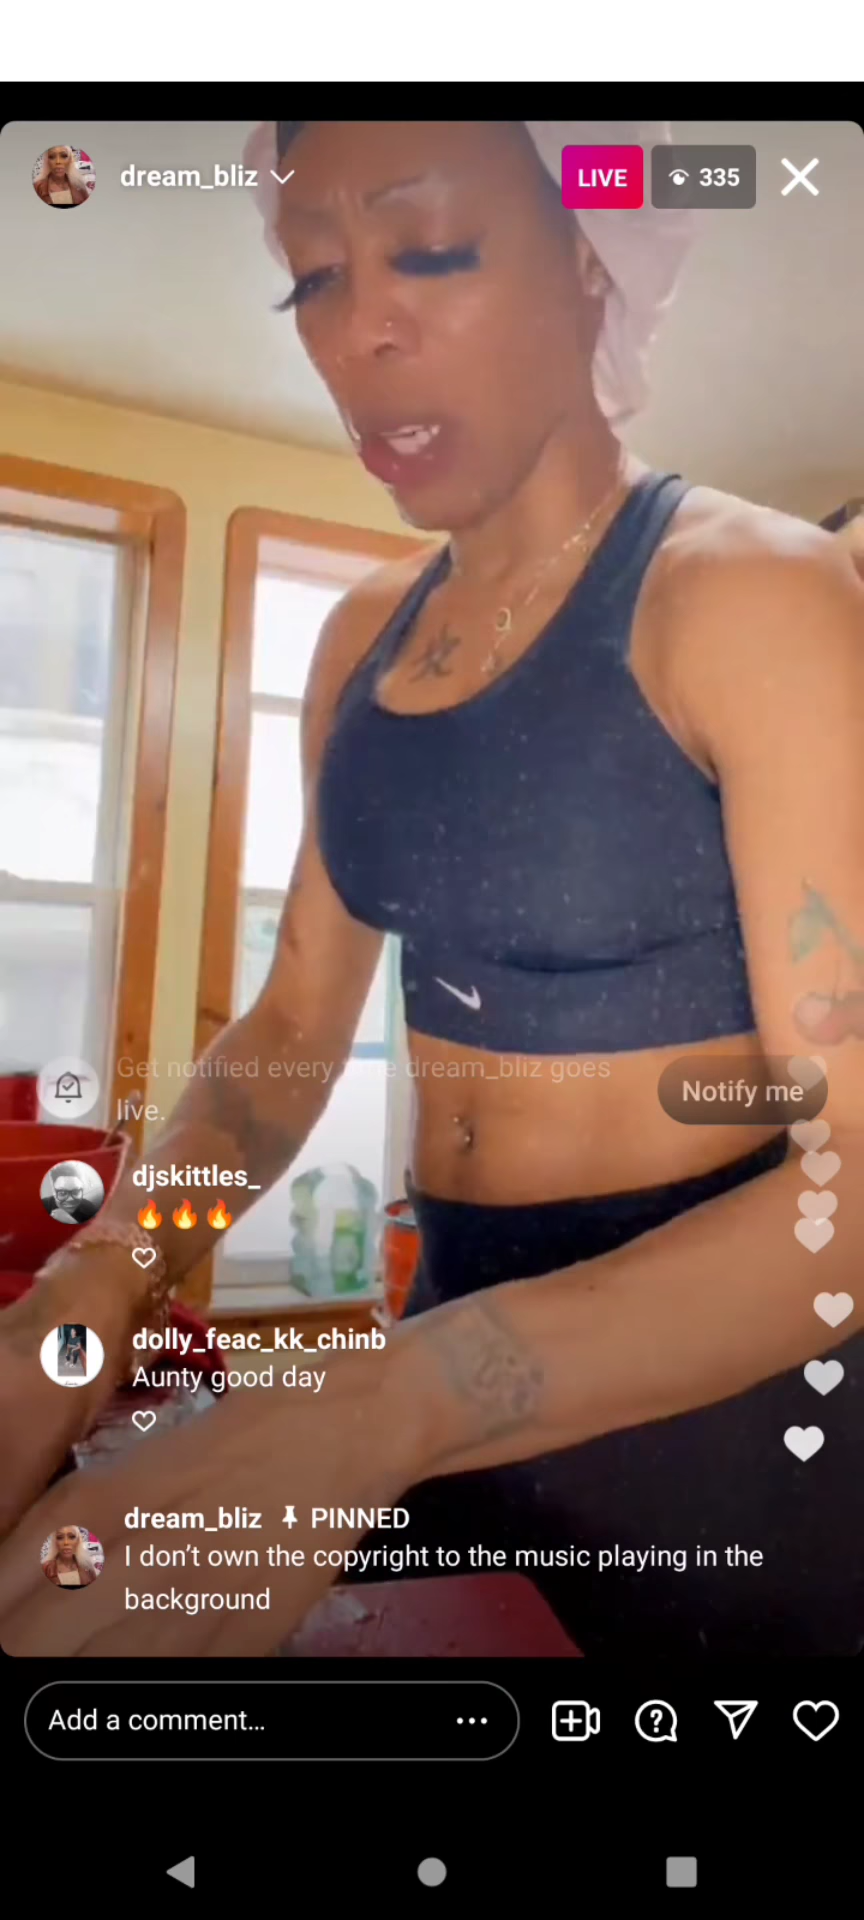 dream_bliz
LIVE
335
Get notified every time dream_bliz goes
live.
Notify me
djskittles_
🔥🔥🔥
dolly_feac_kk_chinb
Aunty good day
dream_bliz PINNED
I don’t own the copyright to the music playing in the
background
Add a comment...